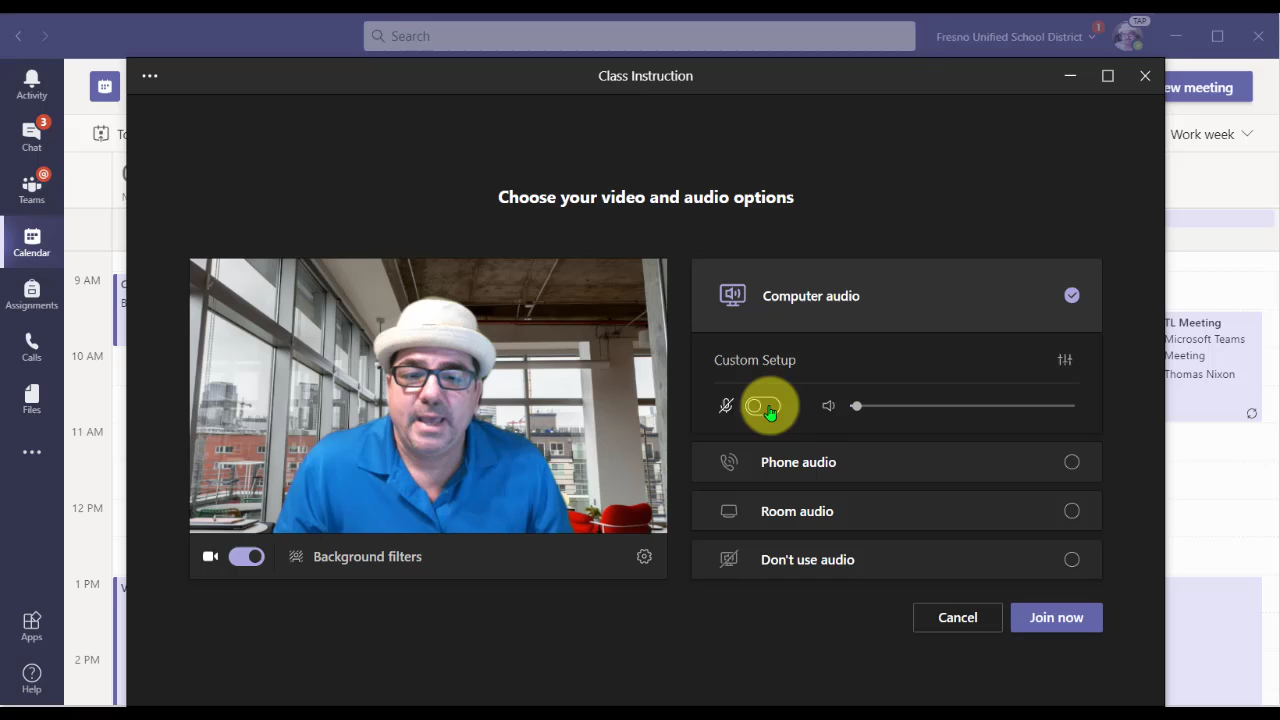 Search
Fresno Unified School District
1
TAP
Activity
Class Instruction
ew meeting
3
Chat
To
Work week
@
Teams
Choose your video and audio options
Calendar
9 AM
Computer audio
Assignments
TL Meeting
Microsoft Teams
Meeting
Thomas Nixon
Calls
10 AM
Custom Setup
Files
11 AM
Phone audio
12 PM
Room audio
Background filters
Don't use audio
1 PM
Apps
Cancel
Join now
2 PM
Help